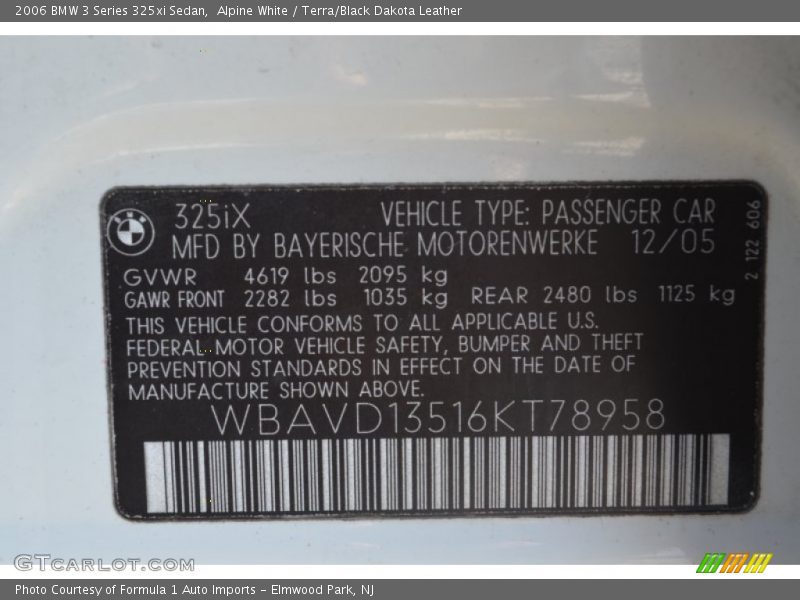 2006 BMW 3 Series 325xi Sedan,  Alpine White / Terra/Black Dakota Leather
325iX VEHICLE TYPE: PASSENGER CAR
MFD BY BAYERISCHE MOTORENWERKE 12/05
2 122 606
GVWR 4619 lbs 2095 kg
GAWR FRONT 2282 lbs 1035 kg REAR 2480 lbs 1125 kg
THIS VEHICLE CONFORMS TO ALL APPLICABLE U.S.
FEDERAL MOTOR VEHICLE SAFETY, BUMPER AND THEFT
PREVENTION STANDARDS IN EFFECT ON THE DATE OF
MANUFACTURE SHOWN ABOVE.
WBAVD13516KT78958
GTCARLOT.COM
Photo Courtesy of Formula 1 Auto Imports - Elmwood Park, NJ